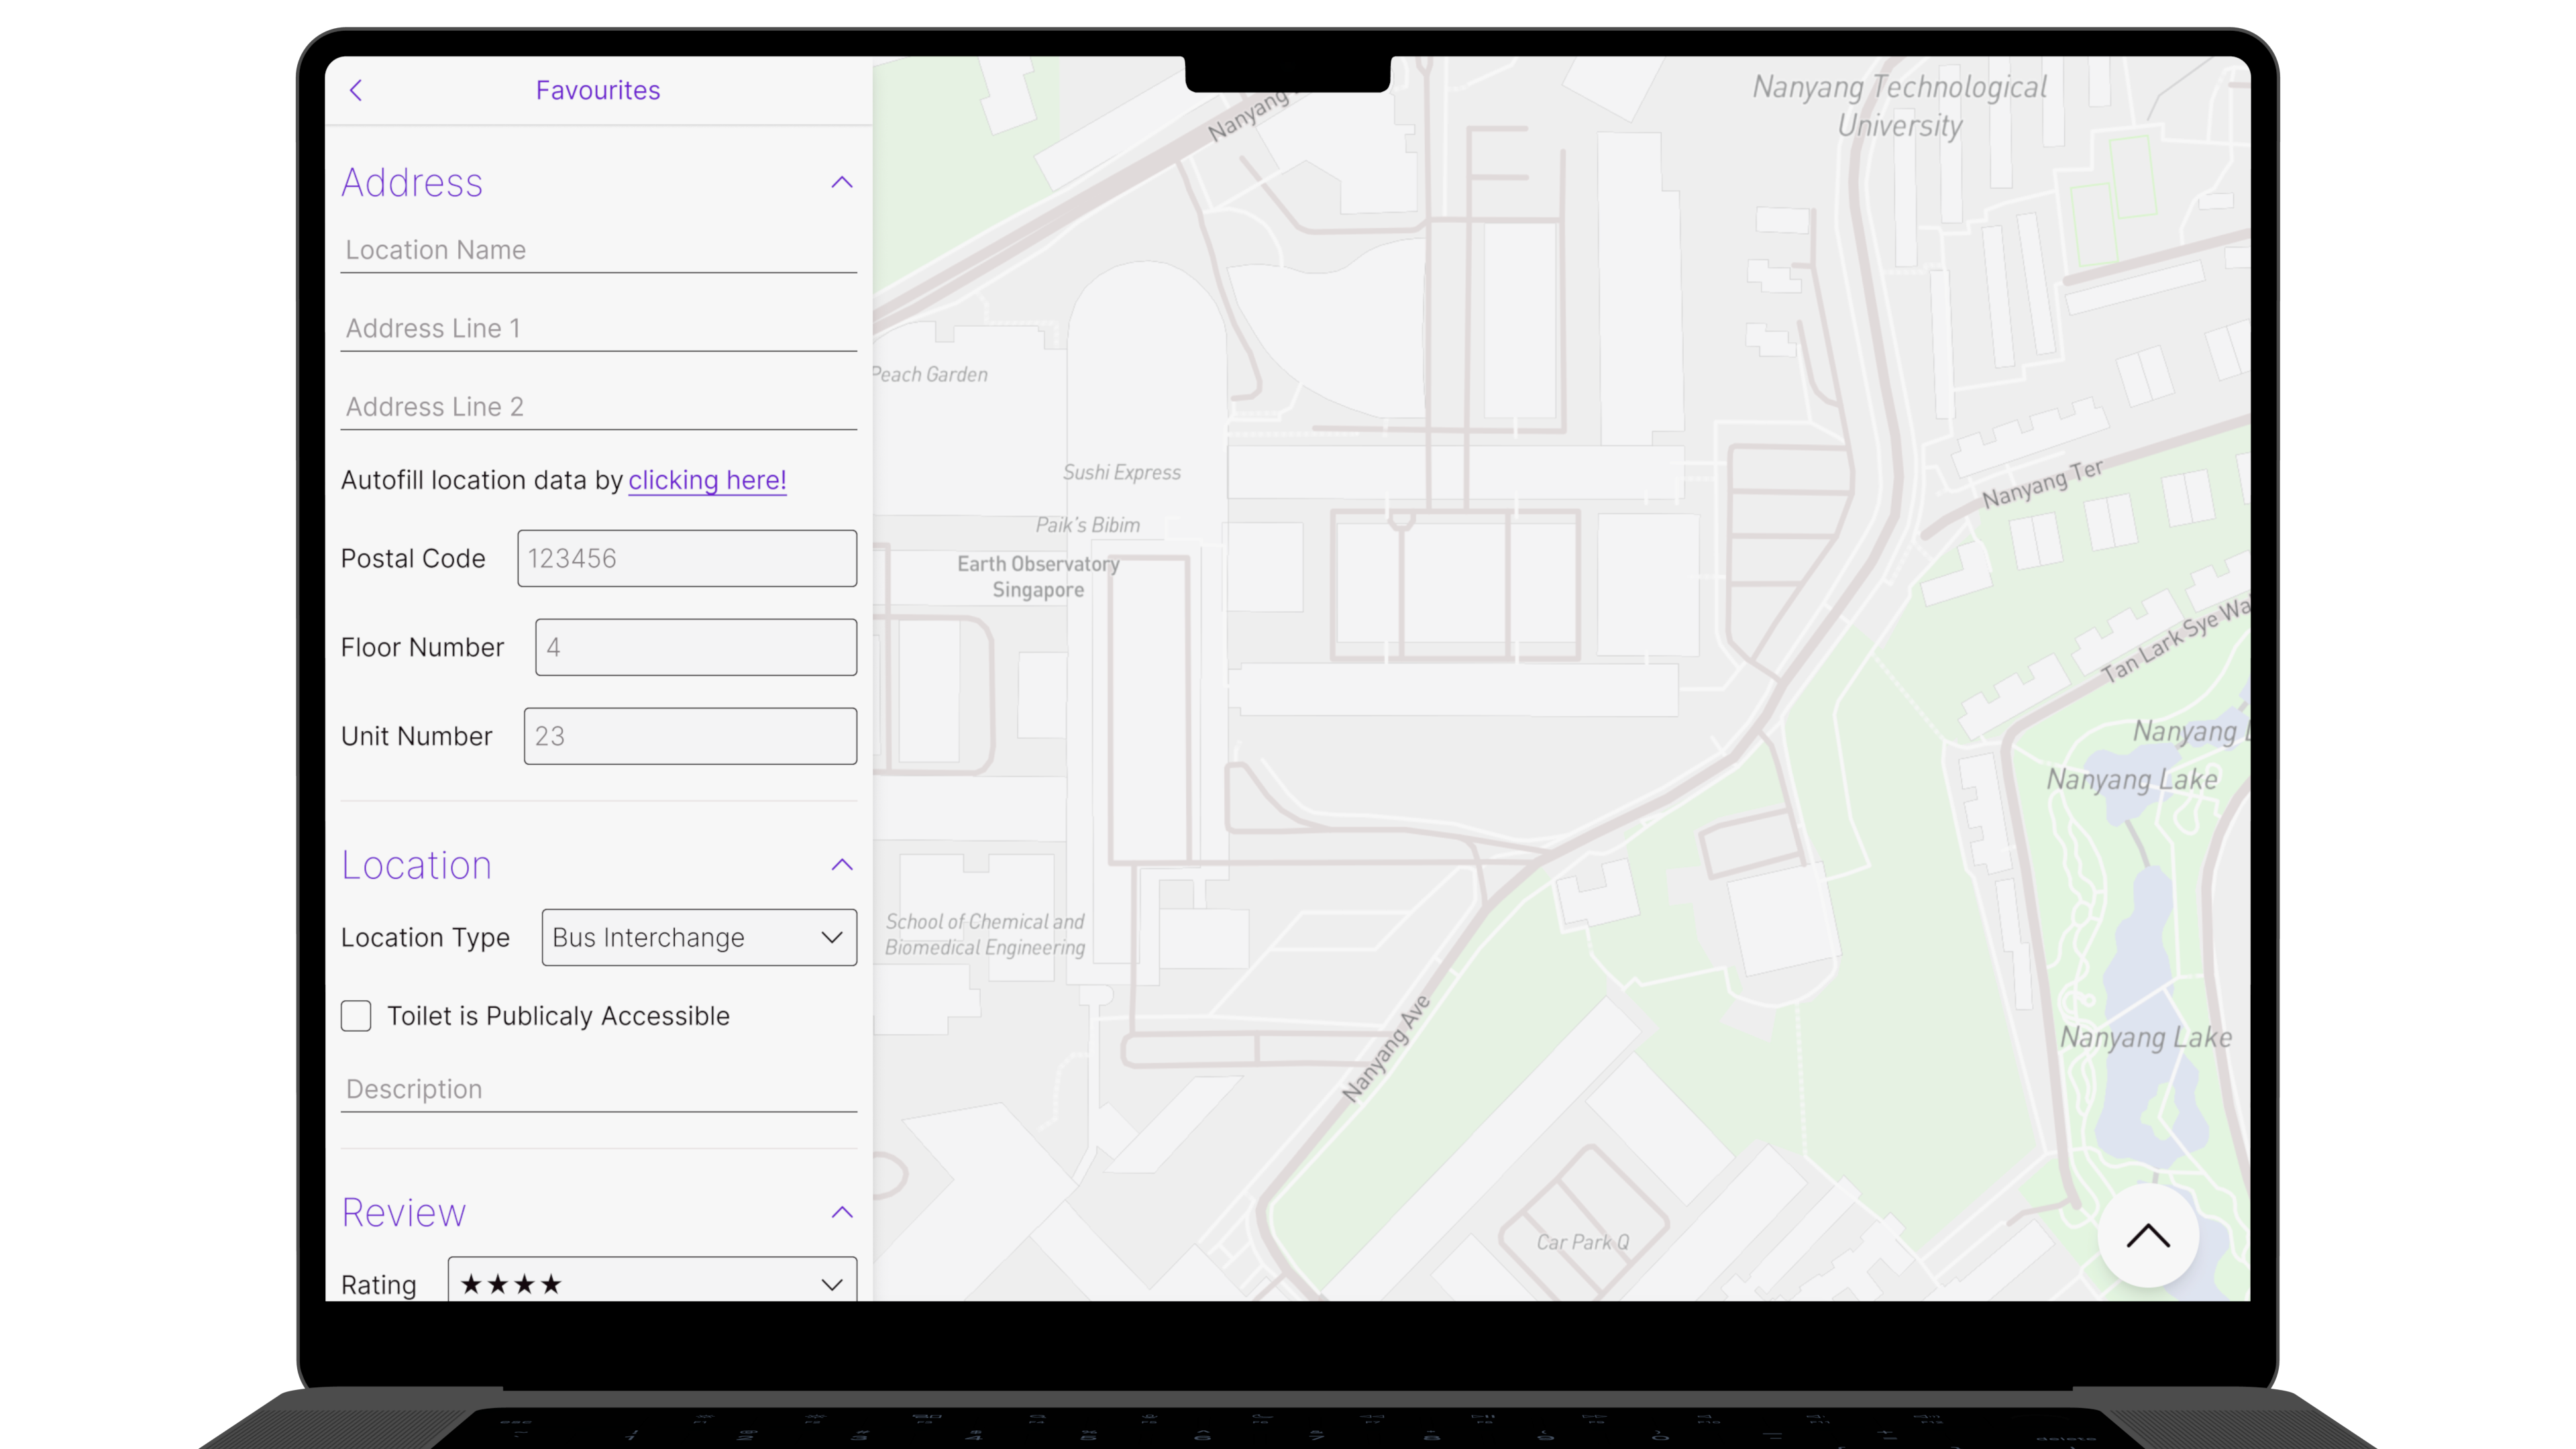 Favourites
Address
Location Name
Address Line 1
Address Line 2
Autofill location data by clicking here!
Postal Code 123456
Floor Number 4
Unit Number 23
Location
Location Type Bus Interchange
Toilet is Publicaly Accessible
Description
Review
Rating ★★★★
Nanyang
Nanyang Technological
University
Peach Garden
Sushi Express
Paik's Bibim
Earth Observatory
Singapore
Nanyang Ter
Tan Lark Sye
Nanyang
Nanyang Lake
School of Chemical and
Biomedical Engineering
Nanyang Lake
Nanyang Ave
Car Park Q
delete